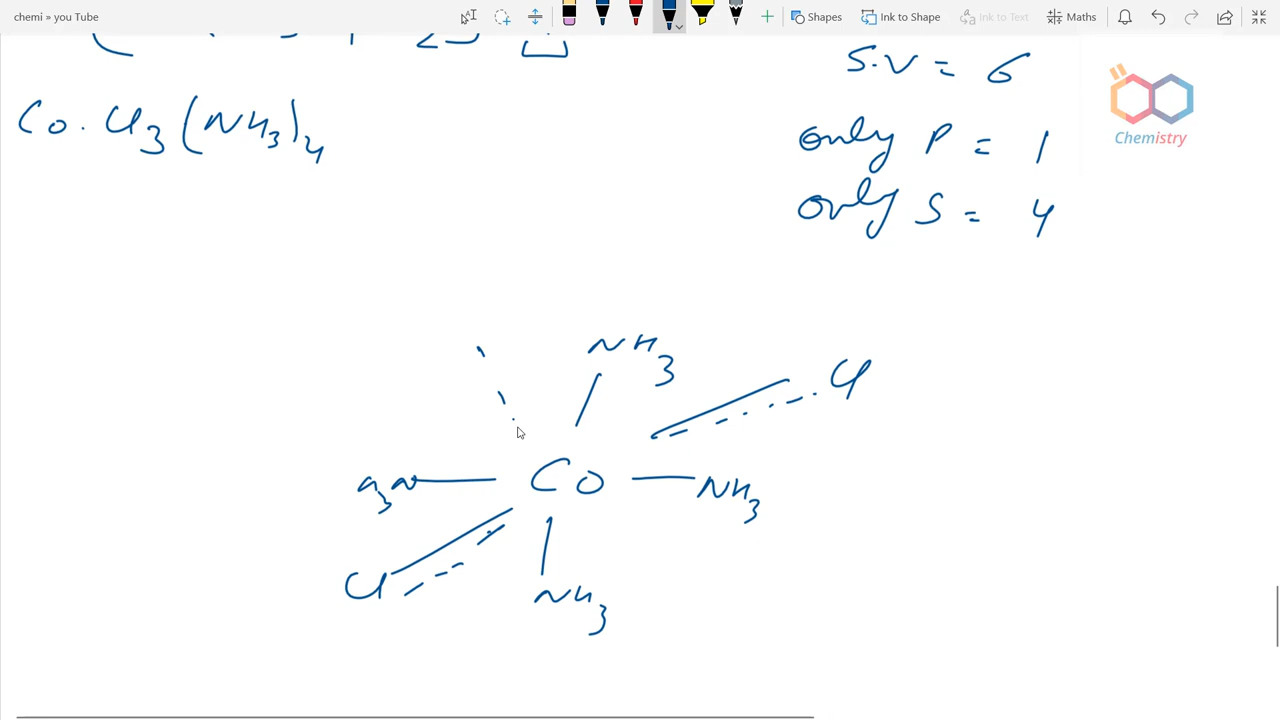 chemi » you Tube
Shapes Ink to Shape Ink to Text Maths
S.V = 6
Co.Cl3(NH3)4
Chemistry
only P = 1
only S = 4
NH3
Cl
H3N Co NH3
Cl NH3